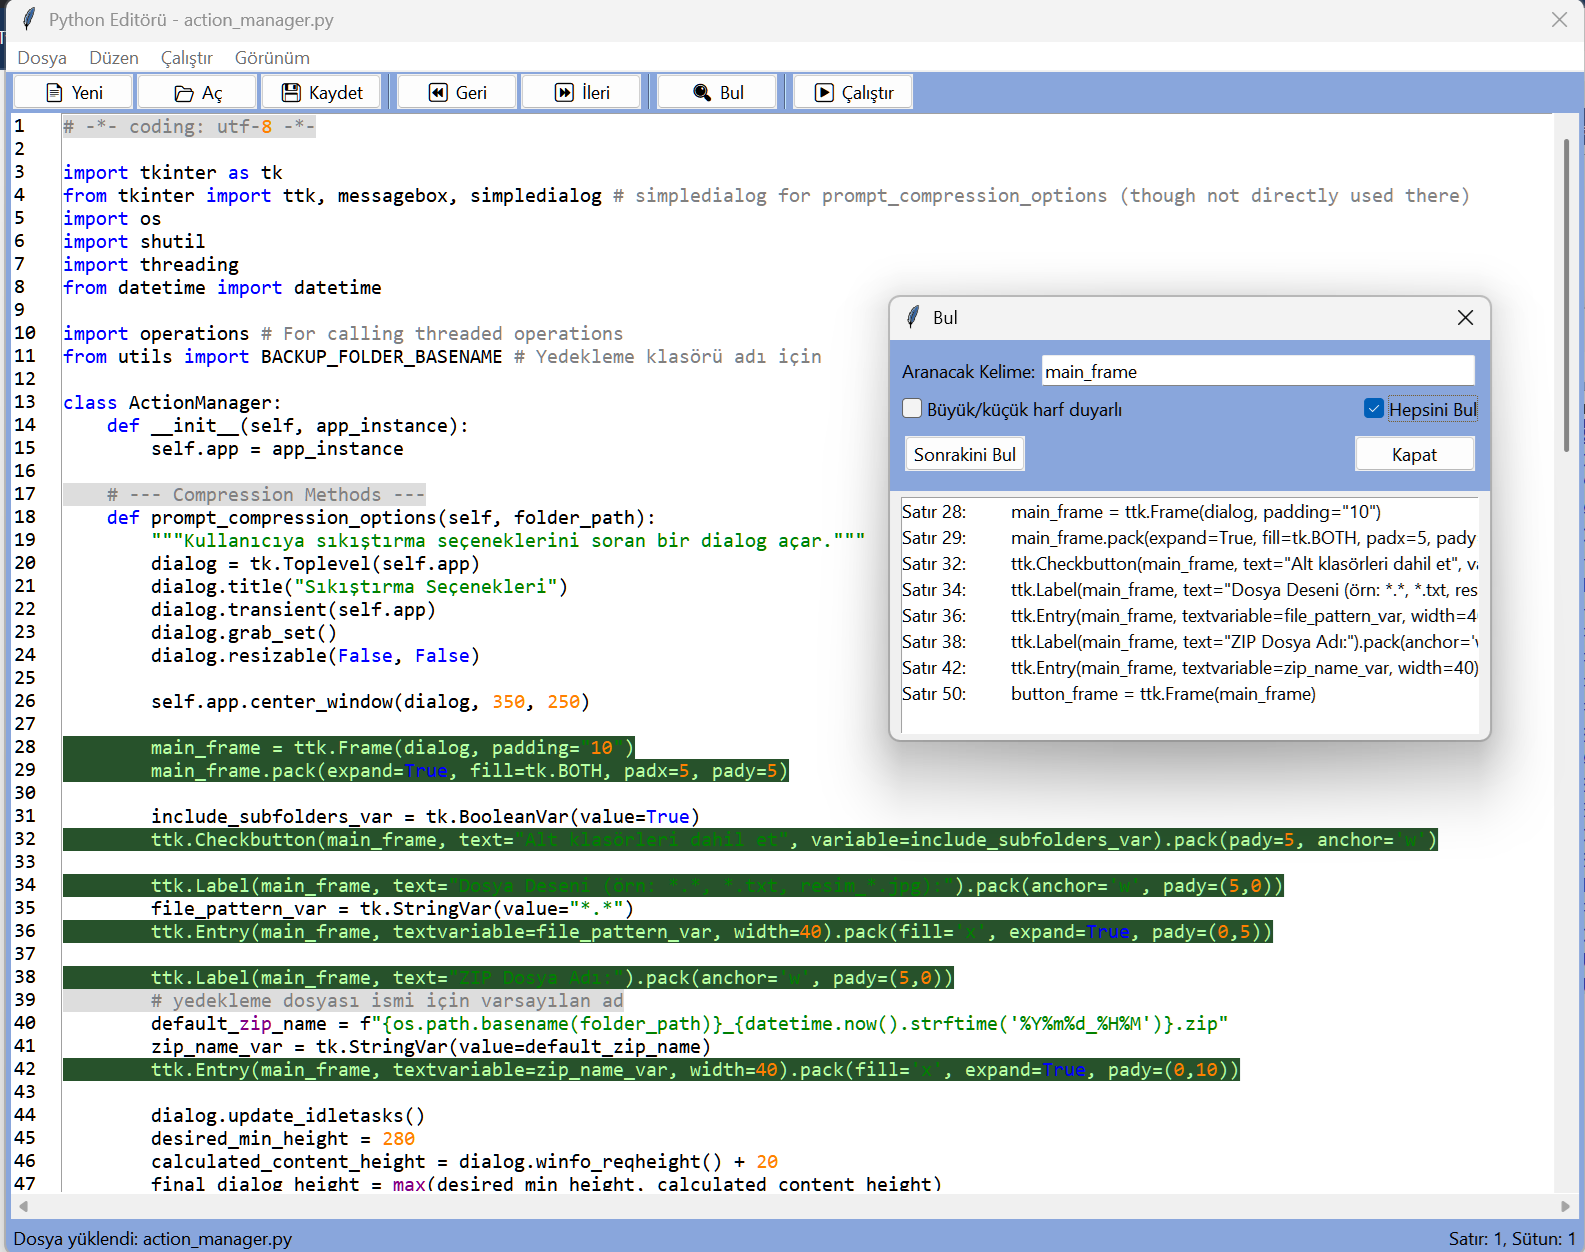 Python Editörü - action_manager.py
Dosya Düzen Çalıştır Görünüm
Yeni Aç Kaydet Geri İleri Bul Çalıştır
1 # -*- coding: utf-8 -*-
2
3 import tkinter as tk
4 from tkinter import ttk, messagebox, simpledialog # simpledialog for prompt_compression_options (though not directly used there)
5 import os
6 import shutil
7 import threading
8 from datetime import datetime
9
10 import operations # For calling threaded operations
11 from utils import BACKUP_FOLDER_BASENAME # Yedekleme klasörü adı için
12
13 class ActionManager:
14     def __init__(self, app_instance):
15         self.app = app_instance
16
17     # --- Compression Methods ---
18     def prompt_compression_options(self, folder_path):
19         """Kullanıcıya sıkıştırma seçeneklerini soran bir dialog açar."""
20         dialog = tk.Toplevel(self.app)
21         dialog.title("Sıkıştırma Seçenekleri")
22         dialog.transient(self.app)
23         dialog.grab_set()
24         dialog.resizable(False, False)
25
26         self.app.center_window(dialog, 350, 250)
27
28         main_frame = ttk.Frame(dialog, padding="10")
29         main_frame.pack(expand=True, fill=tk.BOTH, padx=5, pady=5)
30
31         include_subfolders_var = tk.BooleanVar(value=True)
32         ttk.Checkbutton(main_frame, text="Alt klasörleri dahil et", variable=include_subfolders_var).pack(pady=5, anchor='w')
33
34         ttk.Label(main_frame, text="Dosya Deseni (örn: *.*, *.txt, resim_*.jpg):").pack(anchor='w', pady=(5,0))
35         file_pattern_var = tk.StringVar(value="*.*")
36         ttk.Entry(main_frame, textvariable=file_pattern_var, width=40).pack(fill='x', expand=True, pady=(0,5))
37
38         ttk.Label(main_frame, text="ZIP Dosya Adı:").pack(anchor='w', pady=(5,0))
39         # yedekleme dosyası ismi için varsayılan ad
40         default_zip_name = f"{os.path.basename(folder_path)}_{datetime.now().strftime('%Y%m%d_%H%M')}.zip"
41         zip_name_var = tk.StringVar(value=default_zip_name)
42         ttk.Entry(main_frame, textvariable=zip_name_var, width=40).pack(fill='x', expand=True, pady=(0,10))
43
44         dialog.update_idletasks()
45         desired_min_height = 280
46         calculated_content_height = dialog.winfo_reqheight() + 20
47         final_dialog_height = max(desired_min_height, calculated_content_height)
Bul
Aranacak Kelime: main_frame
Büyük/küçük harf duyarlı Hepsini Bul
Sonrakini Bul Kapat
Satır 28: main_frame = ttk.Frame(dialog, padding="10")
Satır 29: main_frame.pack(expand=True, fill=tk.BOTH, padx=5, pady
Satır 32: ttk.Checkbutton(main_frame, text="Alt klasörleri dahil et", va
Satır 34: ttk.Label(main_frame, text="Dosya Deseni (örn: *.*, *.txt, res
Satır 36: ttk.Entry(main_frame, textvariable=file_pattern_var, width=4
Satır 38: ttk.Label(main_frame, text="ZIP Dosya Adı:").pack(anchor='w
Satır 42: ttk.Entry(main_frame, textvariable=zip_name_var, width=40)
Satır 50: button_frame = ttk.Frame(main_frame)
Dosya yüklendi: action_manager.py
Satır: 1, Sütun: 1